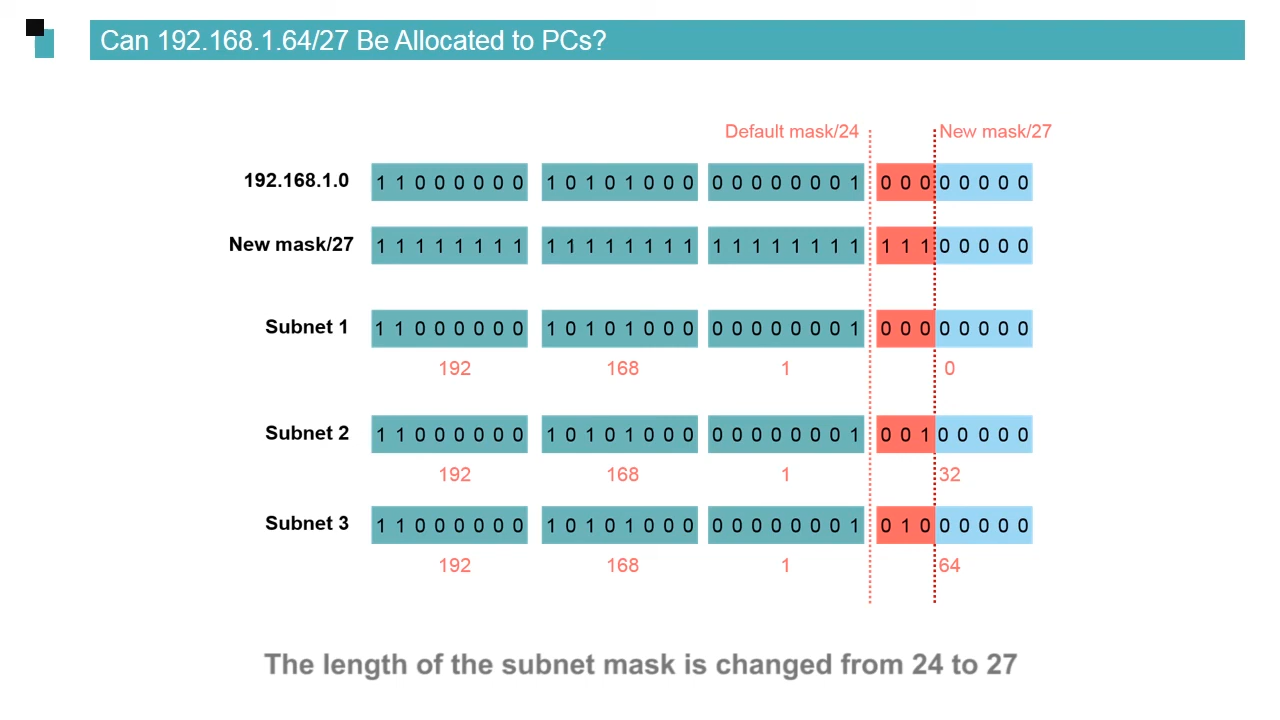 Can 192.168.1.64/27 Be Allocated to PCs?
Default mask/24 New mask/27
192.168.1.0 1 1 0 0 0 0 0 0 1 0 1 0 1 0 0 0 0 0 0 0 0 0 0 1 0 0 0 0 0 0 0 0
New mask/27 1 1 1 1 1 1 1 1 1 1 1 1 1 1 1 1 1 1 1 1 1 1 1 1 1 1 1 0 0 0 0 0
Subnet 1 1 1 0 0 0 0 0 0 1 0 1 0 1 0 0 0 0 0 0 0 0 0 0 1 0 0 0 0 0 0 0 0
192 168 1 0
Subnet 2 1 1 0 0 0 0 0 0 1 0 1 0 1 0 0 0 0 0 0 0 0 0 0 1 0 0 1 0 0 0 0 0
192 168 1 32
Subnet 3 1 1 0 0 0 0 0 0 1 0 1 0 1 0 0 0 0 0 0 0 0 0 0 1 0 1 0 0 0 0 0 0
192 168 1 64
The length of the subnet mask is changed from 24 to 27